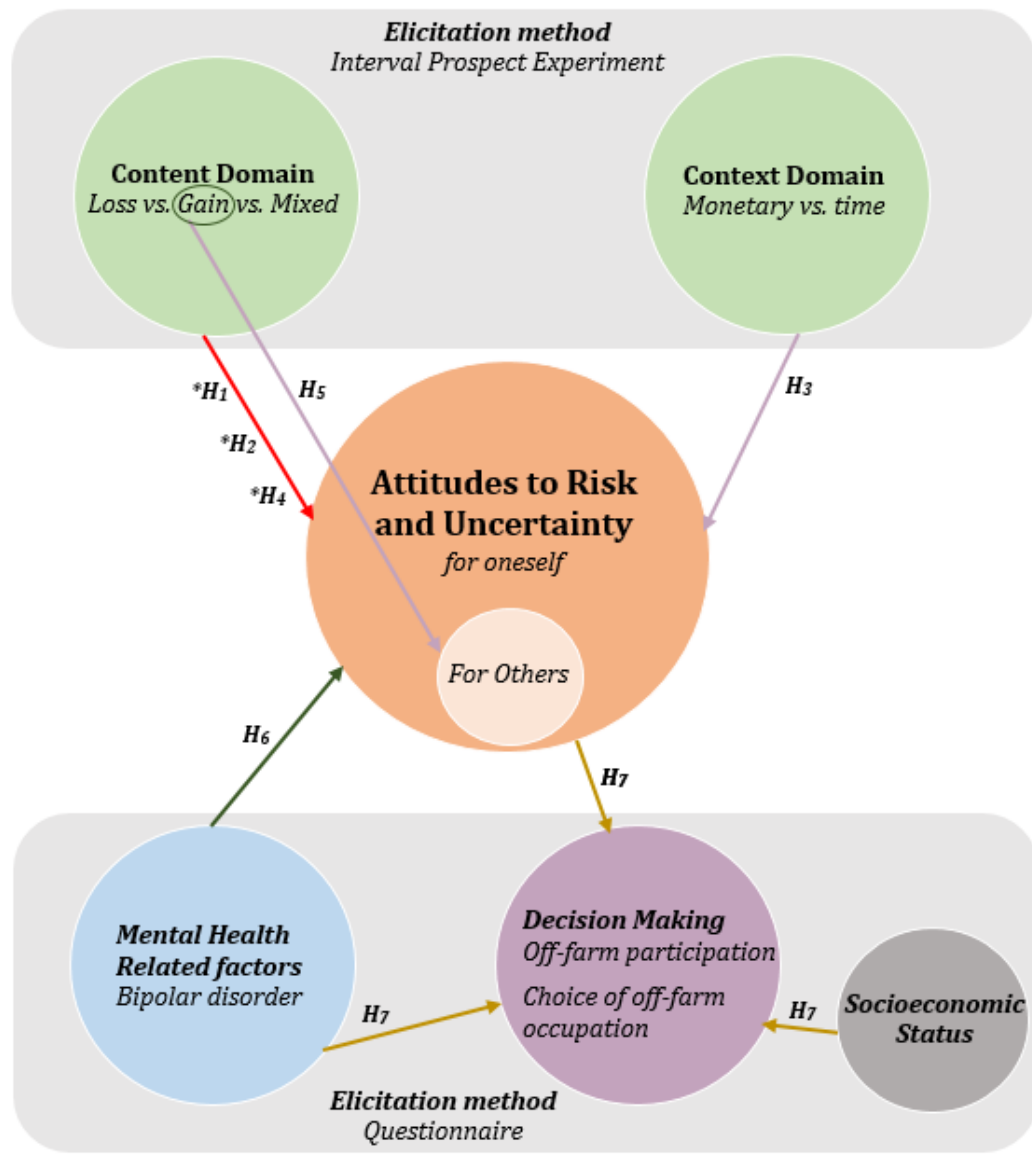 Elicitation method
Interval Prospect Experiment
Content Domain
Loss vs. Gain vs. Mixed
Context Domain
Monetary vs. time
*H1
*H2
*H4
H5
H3
Attitudes to Risk
and Uncertainty
for oneself
For Others
H6
H7
Mental Health
Related factors
Bipolar disorder
H7
Decision Making
Off-farm participation
Choice of off-farm
occupation
H7
Socioeconomic
Status
Elicitation method
Questionnaire